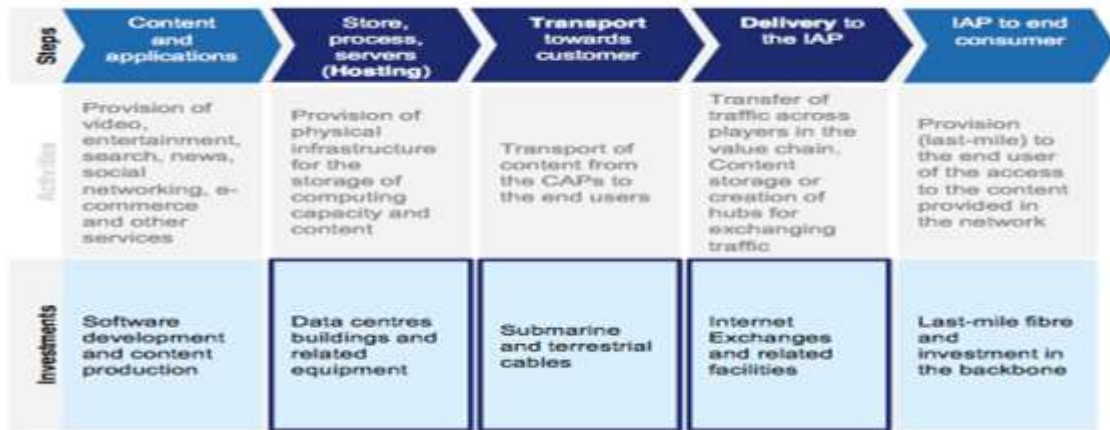 Steps
Content
and
applications
Store,
process,
servers
(Hosting)
Transport
towards
customer
Delivery to
the IAP
IAP to end
consumer
Activities
Provision of
video,
entertainment,
search, news,
social
networking, e-
commerce
and other
services
Provision of
physical
infrastructure
for the
storage of
computing
capacity and
content
Transport of
content from
the CAPs to
the end users
Transfer of
traffic across
players in the
value chain.
Content
storage or
creation of
hubs for
exchanging
traffic
Provision
(last-mile) to
the end user
of the access
to the content
provided in
the network
Investments
Software
development
and content
production
Data centres
buildings and
related
equipment
Submarine
and terrestrial
cables
Internet
Exchanges
and related
facilities
Last-mile fibre
and
investment in
the backbone